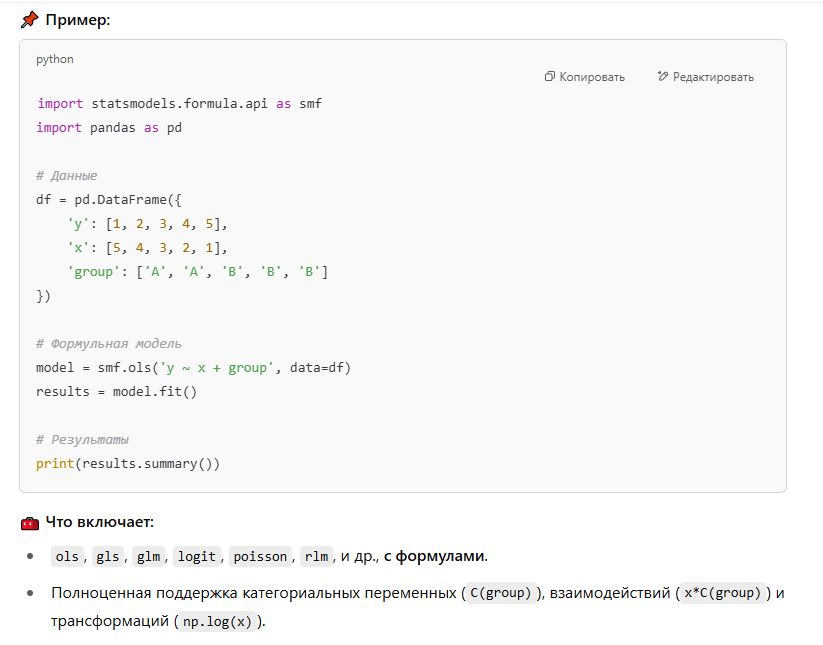 📌 Пример:
python
Копировать Редактировать
import statsmodels.formula.api as smf
import pandas as pd
# Данные
df = pd.DataFrame({
    'y': [1, 2, 3, 4, 5],
    'x': [5, 4, 3, 2, 1],
    'group': ['A', 'A', 'B', 'B', 'B']
})
# Формульная модель
model = smf.ols('y ~ x + group', data=df)
results = model.fit()
# Результаты
print(results.summary())
🧰 Что включает:
• ols, gls, glm, logit, poisson, rlm, и др., с формулами.
• Полноценная поддержка категориальных переменных (C(group)), взаимодействий (x*C(group)) и
трансформаций (np.log(x)).